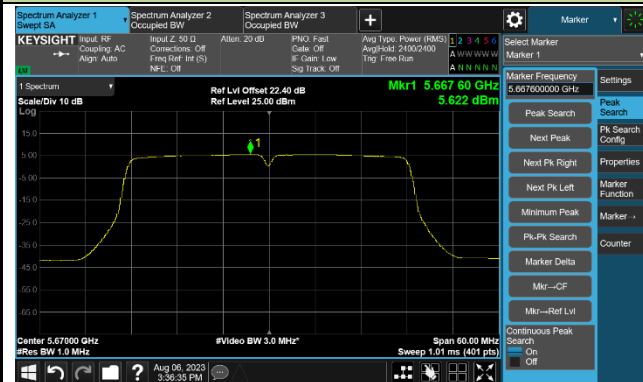 Spectrum Analyzer 1
Swept SA
Spectrum Analyzer 2
Occupied BW
Spectrum Analyzer 3
Occupied BW
+
Marker
KEYSIGHT
Input: RF
Coupling: AC
Align: Auto
Input Z: 50 Ω
Corrections: Off
Freq Ref: Int (S)
NFE: Off
Atten: 20 dB
PNO: Fast
Gate: Off
IF Gain: Low
Sig Track: Off
Avg Type: Power (RMS)
Avg|Hold: 2400/2400
Trig: Free Run
1 2 3 4 5 6
A W W W W W
A N N N N N
LXI
Select Marker
Marker 1
1 Spectrum
Scale/Div 10 dB
Log
Ref Lvl Offset 22.40 dB
Ref Level 25.00 dBm
Mkr1 5.667 60 GHz
5.622 dBm
Marker Frequency
5.667600000 GHz
Settings
Peak Search
Peak
Search
Next Peak
Pk Search
Config
Next Pk Right
Properties
Next Pk Left
Marker
Function
Minimum Peak
Marker→
Pk-Pk Search
Counter
Marker Delta
Mkr→CF
Mkr→Ref Lvl
Continuous Peak
Search
On
Off
1
15.0
5.00
-5.00
-15.0
-25.0
-35.0
-45.0
-55.0
-65.0
Center 5.67000 GHz
#Res BW 1.0 MHz
#Video BW 3.0 MHz*
Span 60.00 MHz
Sweep 1.01 ms (401 pts)
?
Aug 06, 2023
3:36:35 PM